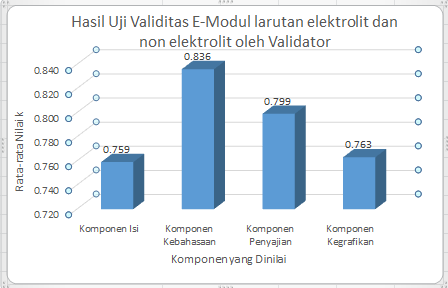 Hasil Uji Validitas E-Modul larutan elektrolit dan
non elektrolit oleh Validator
Rata-rata Nilai k
0.840
0.820
0.800
0.780
0.760
0.740
0.720
0.759
0.836
0.799
0.763
Komponen Isi
Komponen
Kebahasaan
Komponen
Penyajian
Komponen
Kegrafikan
Komponen yang Dinilai